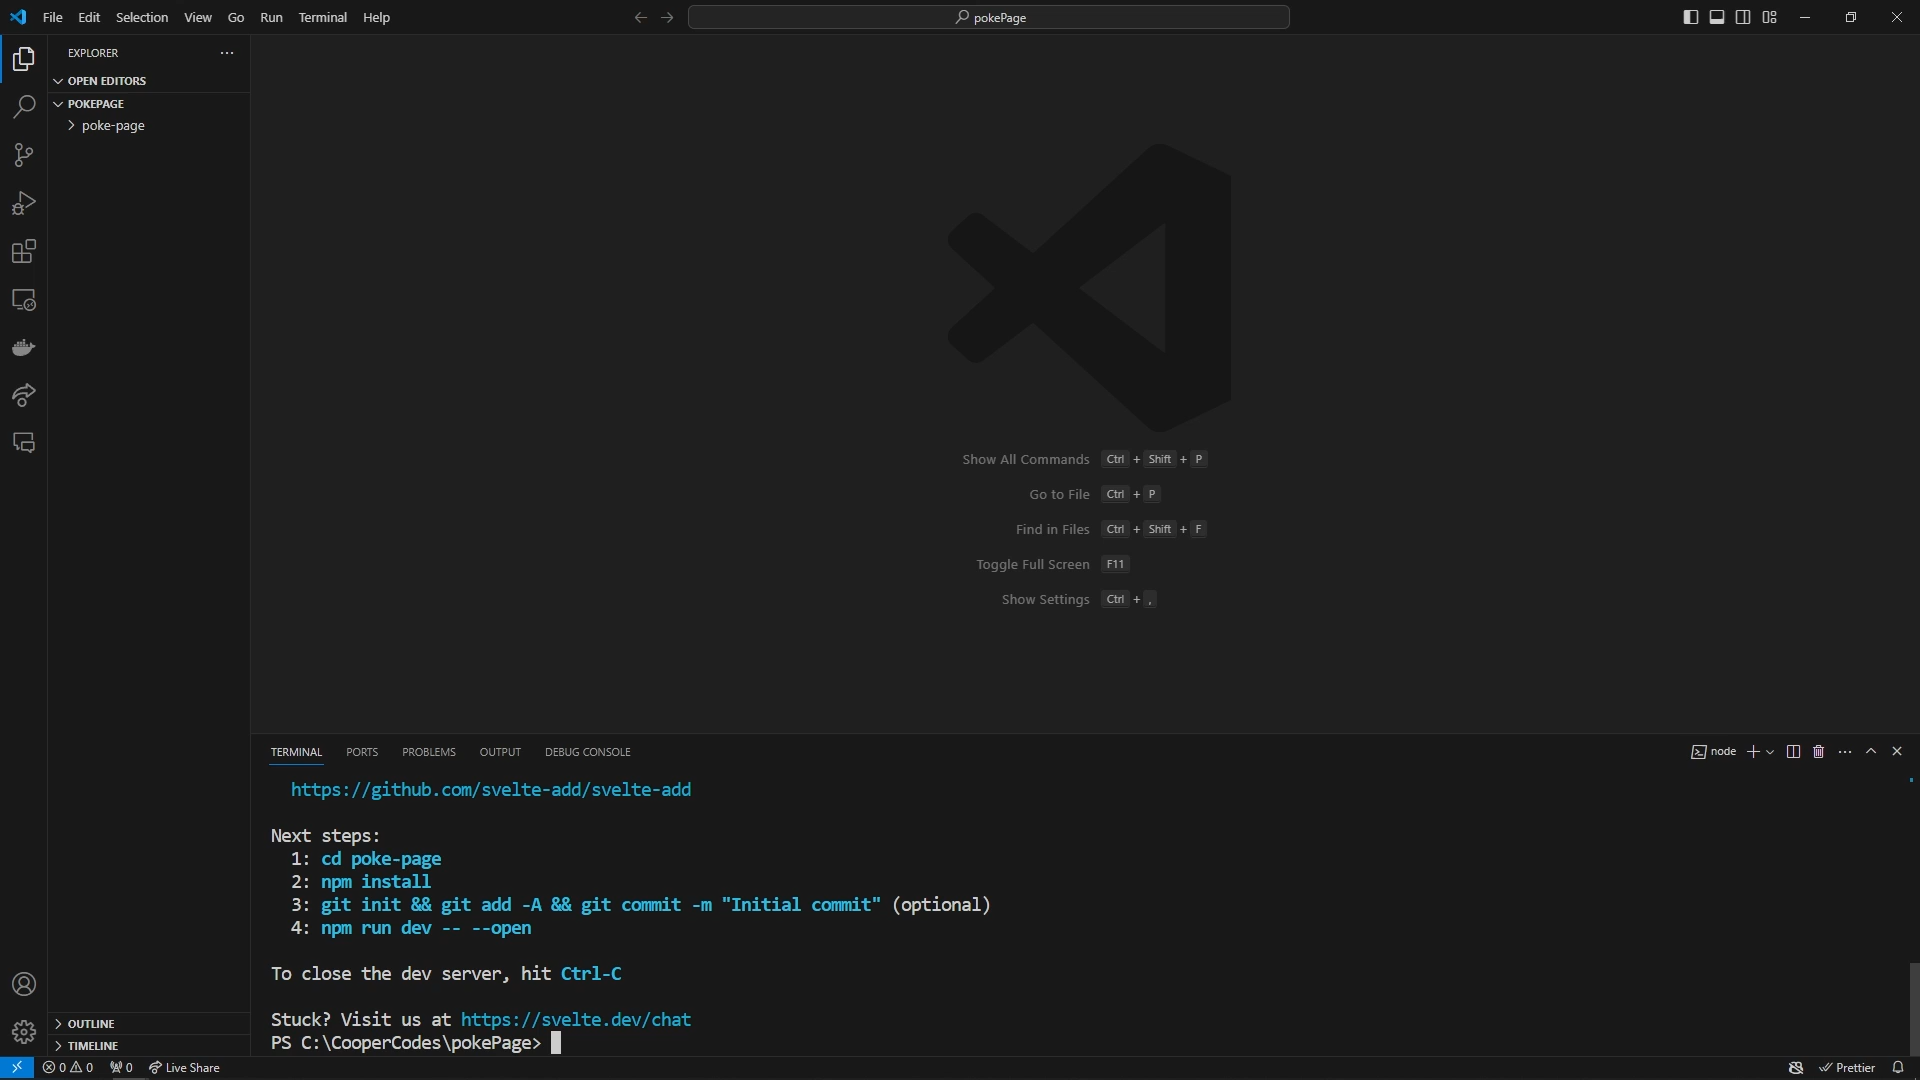 File Edit Selection View Go Run Terminal Help
pokePage
EXPLORER
OPEN EDITORS
POKEPAGE
poke-page
Show All Commands Ctrl + Shift + P
Go to File Ctrl + P
Find in Files Ctrl + Shift + F
Toggle Full Screen F11
Show Settings Ctrl + ,
TERMINAL PORTS PROBLEMS OUTPUT DEBUG CONSOLE
node
https://github.com/svelte-add/svelte-add
Next steps:
1: cd poke-page
2: npm install
3: git init && git add -A && git commit -m "Initial commit" (optional)
4: npm run dev -- --open
To close the dev server, hit Ctrl-C
Stuck? Visit us at https://svelte.dev/chat
PS C:\CooperCodes\pokePage>
OUTLINE
TIMELINE
0 0 0 Live Share
Prettier